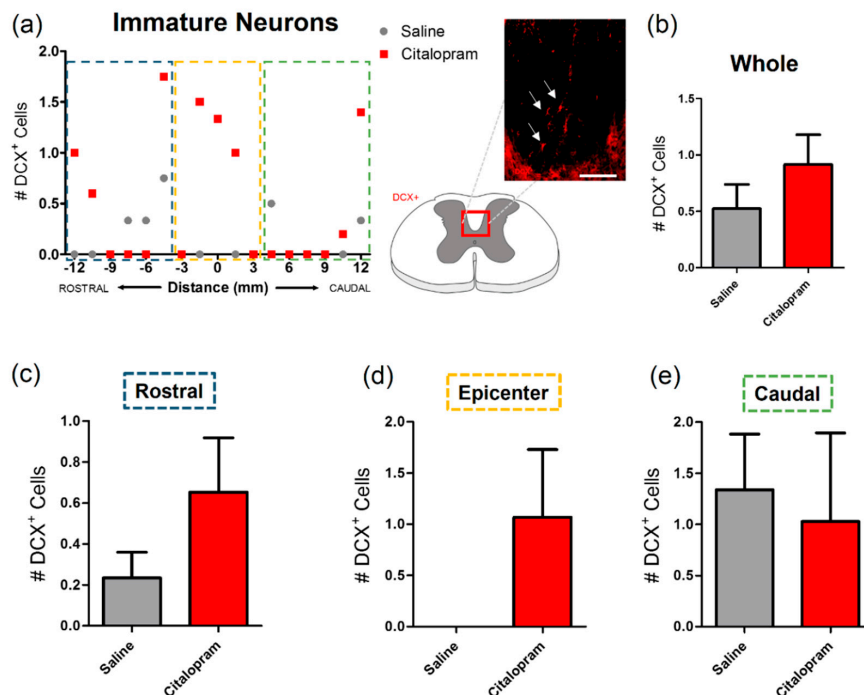 (a)
Immature Neurons
Saline
Citalopram
# DCX⁺ Cells
2.0
1.5
1.0
0.5
0.0
-12 -9 -6 -3 0 3 6 9 12
ROSTRAL Distance (mm) CAUDAL
DCX+
(b)
Whole
# DCX⁺ Cells
1.5
1.0
0.5
0.0
Saline
Citalopram
(c)
Rostral
# DCX⁺ Cells
1.0
0.8
0.6
0.4
0.2
0.0
Saline
Citalopram
(d)
Epicenter
# DCX⁺ Cells
2.0
1.5
1.0
0.5
0.0
Saline
Citalopram
(e)
Caudal
# DCX⁺ Cells
2.0
1.5
1.0
0.5
0.0
Saline
Citalopram